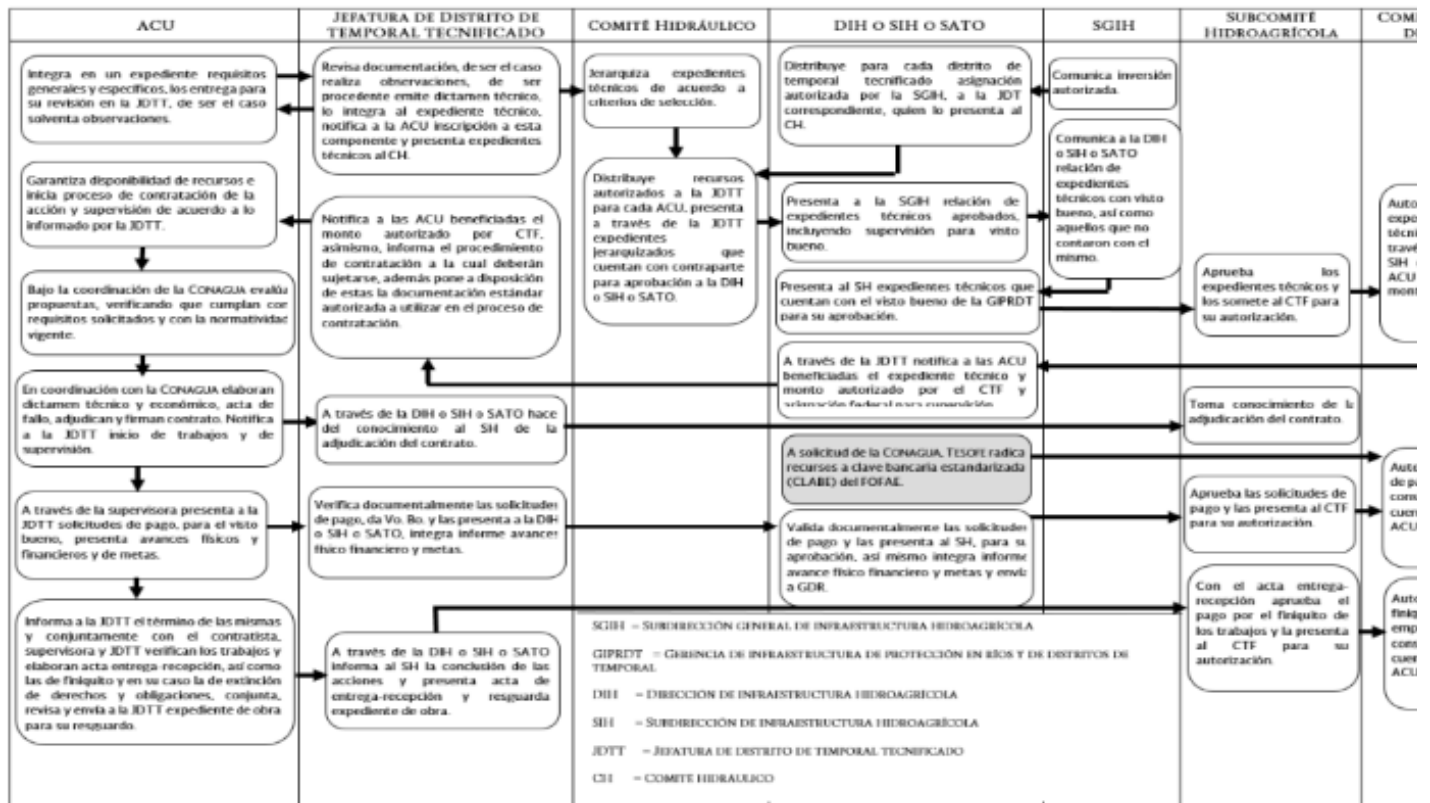 ACU
JEFATURA DE DISTRITO DE
TEMPORAL TECNIFICADO
COMITÉ HIDRÁULICO
DIH O SIH O SATO
SGIH
SUBCOMITÉ
HIDROAGRÍCOLA
Integra en un expediente requisitos
generales y específicos, los entrega para
su revisión en la JDTT, de ser el caso
solventa observaciones.
Revisa documentación, de ser el caso
realiza observaciones, de ser
procedente emite dictamen técnico,
lo integra al expediente técnico,
notifica a la ACU inscripción a esta
componente y presenta expedientes
técnicos al CH.
Jerarquiza expedientes
técnicos de acuerdo a
criterios de selección.
Distribuye para cada distrito de
temporal tecnificado asignación
autorizada por la SGIH, a la JDT
correspondiente, quien lo presenta al
CH.
Comunica inversión
autorizada.
Comunica a la DIH
o SIH o SATO
relación de
expedientes
técnicos con visto
bueno, así como
aquellos que no
contaron con el
mismo.
Garantiza disponibilidad de recursos e
inicia proceso de contratación de la
acción y supervisión de acuerdo a lo
informado por la JDTT.
Notifica a las ACU beneficiadas el
monto autorizado por CTF,
asimismo, informa el procedimiento
de contratación a la cual deberán
sujetarse, además pone a disposición
de estas la documentación estándar
autorizada a utilizar en el proceso de
contratación.
Distribuye recursos
autorizados a la JDTT
para cada ACU, presenta
a través de la JDTT
expedientes
jerarquizados que
cuentan con contraparte
para aprobación a la DIH
o SIH o SATO.
Presenta a la SGIH relación de
expedientes técnicos aprobados,
incluyendo supervisión para visto
bueno.
Presenta al SH expedientes técnicos que
cuentan con el visto bueno de la GIPRDT
para su aprobación.
Aprueba los
expedientes técnicos y
los somete al CTF para
su autorización.
Bajo la coordinación de la CONAGUA evalúa
propuestas, verificando que cumplan con
requisitos solicitados y con la normatividad
vigente.
A través de la JDTT notifica a las ACU
beneficiadas el expediente técnico y
monto autorizado por el CTF y
asignación federal para supervisión.
En coordinación con la CONAGUA elaboran
dictamen técnico y económico, acta de
fallo, adjudican y firman contrato. Notifica
a la JDTT inicio de trabajos y de
supervisión.
A través de la DIH o SIH o SATO hace
del conocimiento al SH de la
adjudicación del contrato.
Toma conocimiento de la
adjudicación del contrato.
A solicitud de la CONAGUA, TESOFE radica
recursos a clave bancaria estandarizada
(CLABE) del FOFAE.
A través de la supervisora presenta a la
JDTT solicitudes de pago, para el visto
bueno, presenta avances físicos y
financieros y de metas.
Verifica documentalmente las solicitudes
de pago, da Vo. Bo. y las presenta a la DIH
o SIH o SATO, integra informe avances
físico financiero y metas.
Valida documentalmente las solicitudes
de pago y las presenta al SH, para su
aprobación, así mismo integra informe
avance físico financiero y metas y envía
a GDR.
Aprueba las solicitudes de
pago y las presenta al CTF
para su autorización.
Informa a la JDTT el término de las mismas
y conjuntamente con el contratista,
supervisora y JDTT verifican los trabajos y
elaboran acta entrega-recepción, así como
las de finiquito y en su caso la de extinción
de derechos y obligaciones, conjunta,
revisa y envía a la JDTT expediente de obra
para su resguardo.
A través de la DIH o SIH o SATO
informa al SH la conclusión de las
acciones y presenta acta de
entrega-recepción y resguarda
expediente de obra.
Con el acta entrega-
recepción aprueba el
pago por el finiquito de
los trabajos y la presenta
al CTF para su
autorización.
SGIH = SUBDIRECCIÓN GENERAL DE INFRAESTRUCTURA HIDROAGRÍCOLA
GIPRDT = GERENCIA DE INFRAESTRUCTURA DE PROTECCIÓN EN RÍOS Y DE DISTRITOS DE
TEMPORAL
DIH = DIRECCIÓN DE INFRAESTRUCTURA HIDROAGRÍCOLA
SIH = SUBDIRECCIÓN DE INFRAESTRUCTURA HIDROAGRÍCOLA
JDTT = JEFATURA DE DISTRITO DE TEMPORAL TECNIFICADO
CH = COMITÉ HIDRÁULICO